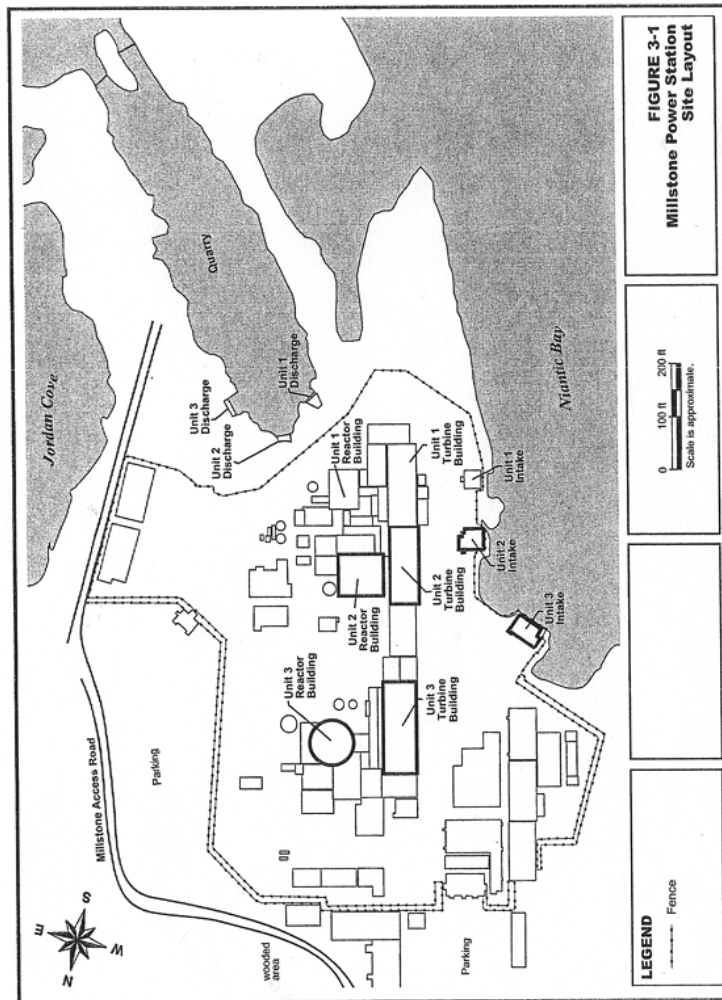 FIGURE 3-1
Millstone Power Station
Site Layout
Jordan Cove
Quarry
Unit 3
Discharge
Unit 2
Discharge
Unit 1
Discharge
Unit 1
Reactor
Building
Unit 1
Turbine
Building
Unit 1
Intake
Niantic Bay
Unit 2
Reactor
Building
Unit 2
Turbine
Building
Unit 2
Intake
Unit 3
Reactor
Building
Unit 3
Turbine
Building
Unit 3
Intake
Millstone Access Road
Parking
wooded
area
Parking
N
E
S
W
0
100 ft
200 ft
Scale is approximate.
LEGEND
Fence